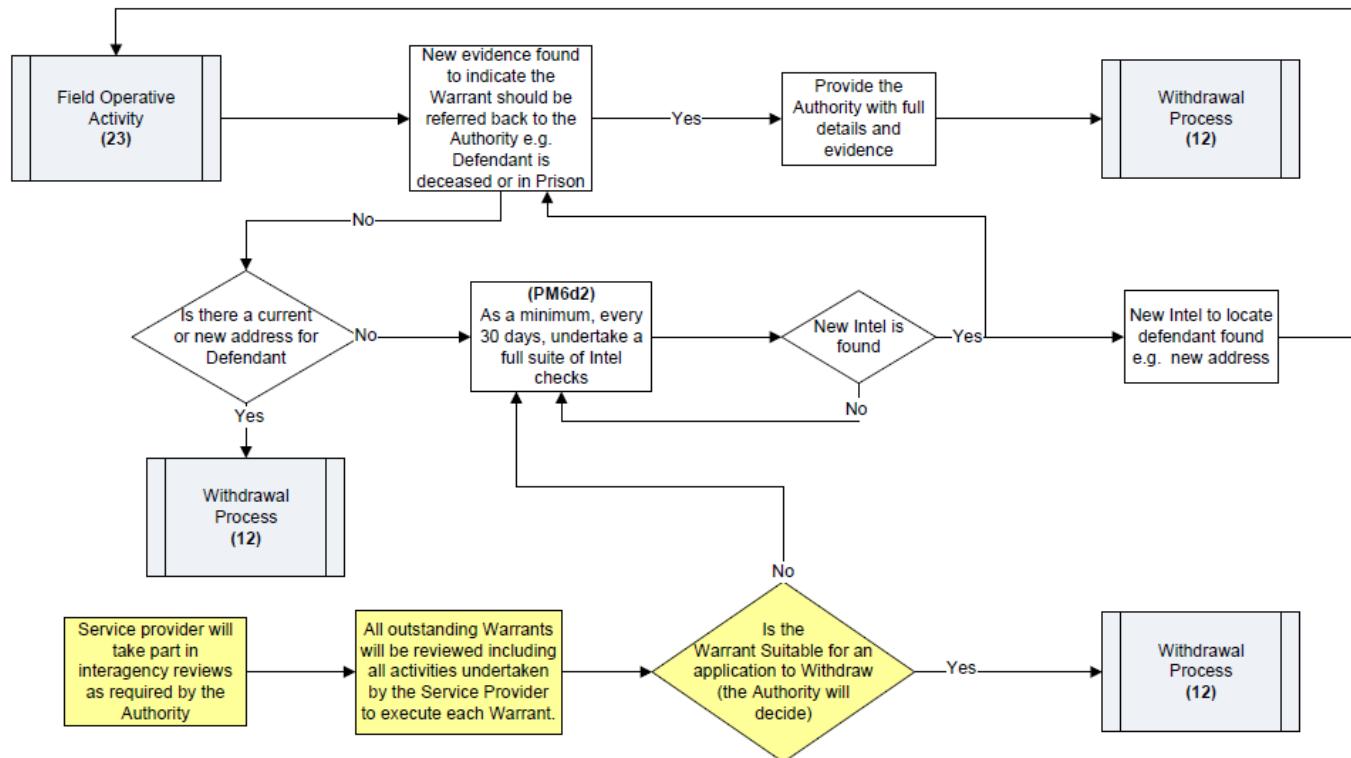 Field Operative
Activity
(23)
New evidence found
to indicate the
Warrant should be
referred back to the
Authority e.g.
Defendant is
deceased or in Prison
Yes
Provide the
Authority with full
details and
evidence
Withdrawal
Process
(12)
No
Is there a current
or new address for
Defendant
No
(PM6d2)
As a minimum, every
30 days, undertake a
full suite of Intel
checks
New Intel is
found
Yes
New Intel to locate
defendant found
e.g. new address
No
Yes
Withdrawal
Process
(12)
No
Service provider will
take part in
interagency reviews
as required by the
Authority
All outstanding Warrants
will be reviewed including
all activities undertaken
by the Service Provider
to execute each Warrant.
Is the
Warrant Suitable for an
application to Withdraw
(the Authority will
decide)
Yes
Withdrawal
Process
(12)